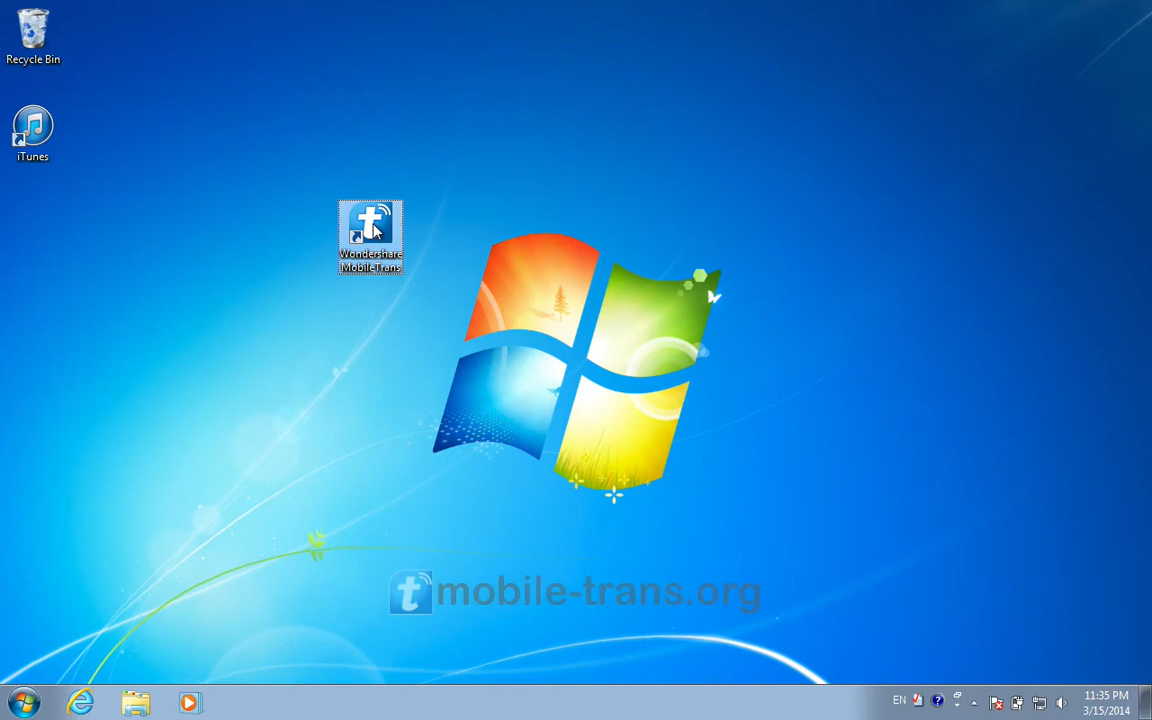 Recycle Bin
iTunes
Wondershare
MobileTrans
mobile-trans.org
EN
11:35 PM
3/15/2014